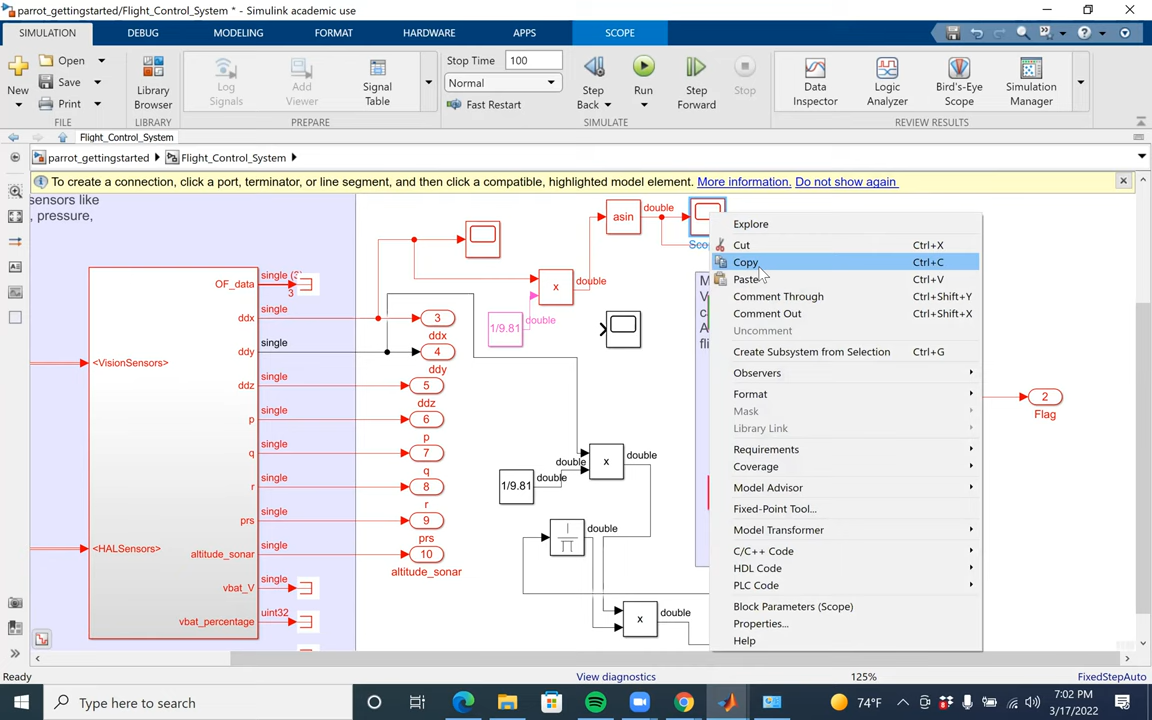 parrot_gettingstarted/Flight_Control_System * - Simulink academic use
SIMULATION DEBUG MODELING FORMAT HARDWARE APPS SCOPE
New
Open
Save
Print
FILE
Library
Browser
LIBRARY
Log
Signals
Add
Viewer
Signal
Table
PREPARE
Stop Time 100
Normal
Fast Restart
Step
Back
Run
Step
Forward
Stop
SIMULATE
Data
Inspector
Logic
Analyzer
Bird's-Eye
Scope
Simulation
Manager
REVIEW RESULTS
Flight_Control_System
parrot_gettingstarted Flight_Control_System
To create a connection, click a port, terminator, or line segment, and then click a compatible, highlighted model element. More information. Do not show again
sensors like
, pressure,
<VisionSensors>
<HALSensors>
OF_data
ddx
ddy
ddz
p
q
r
prs
altitude_sonar
vbat_V
vbat_percentage
single (3)
3
single
single
single
single
single
single
single
single
single
uint32
3
ddx
4
ddy
5
ddz
6
p
7
q
8
r
9
prs
10
altitude_sonar
x
double
1/9.81
double
asin
double
Sco
1/9.81
double
double
x
double
double
x
double
M
V
c
A
fli
2
Flag
Explore
Cut Ctrl+X
Copy Ctrl+C
Paste Ctrl+V
Comment Through Ctrl+Shift+Y
Comment Out Ctrl+Shift+X
Uncomment
Create Subsystem from Selection Ctrl+G
Observers
Format
Mask
Library Link
Requirements
Coverage
Model Advisor
Fixed-Point Tool...
Model Transformer
C/C++ Code
HDL Code
PLC Code
Block Parameters (Scope)
Properties...
Help
Ready View diagnostics 125% FixedStepAuto
Type here to search
74°F
7:02 PM
3/17/2022